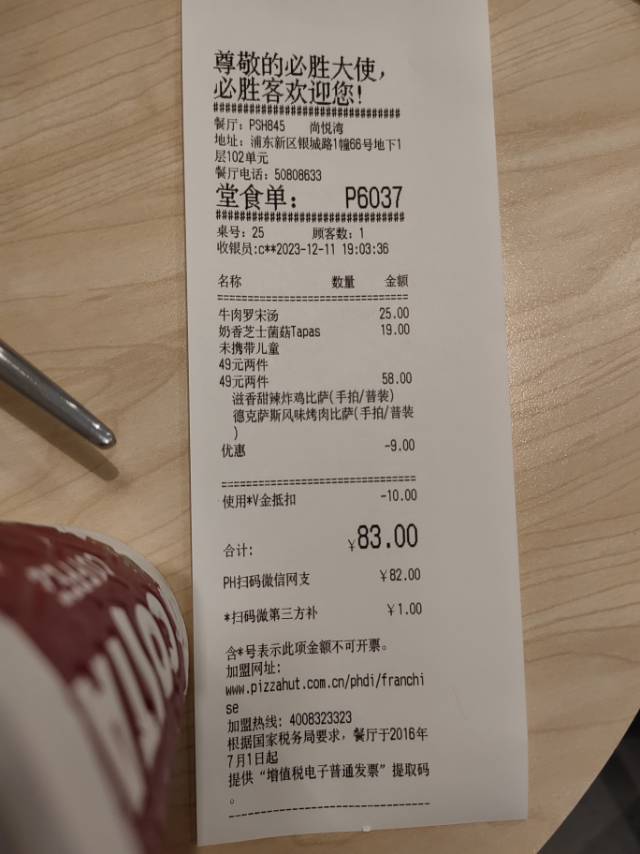 尊敬的必胜大使，
必胜客欢迎您！
################################
餐厅：PSH845 尚悦湾
地址：浦东新区银城路1幢66号地下1
层102单元
餐厅电话：50808633
堂食单： P6037
################################
桌号：25 顾客数：1
收银员:c**2023-12-11 19:03:36
名称 数量 金额
================================
牛肉罗宋汤 25.00
奶香芝士菌菇Tapas 19.00
未携带儿童
49元两件
49元两件 58.00
滋香甜辣炸鸡比萨(手拍/普装)
德克萨斯风味烤肉比萨(手拍/普装
)
优惠 -9.00
================================
使用*V金抵扣 -10.00
合计: ¥83.00
PH扫码微信网支 ¥82.00
*扫码微第三方补 ¥1.00
含*号表示此项金额不可开票。
加盟网址:
www.pizzahut.com.cn/phdi/franchi
se
加盟热线: 4008323323
根据国家税务局要求，餐厅于2016年
7月1日起
提供“增值税电子普通发票”提取码
。
--------------------------------